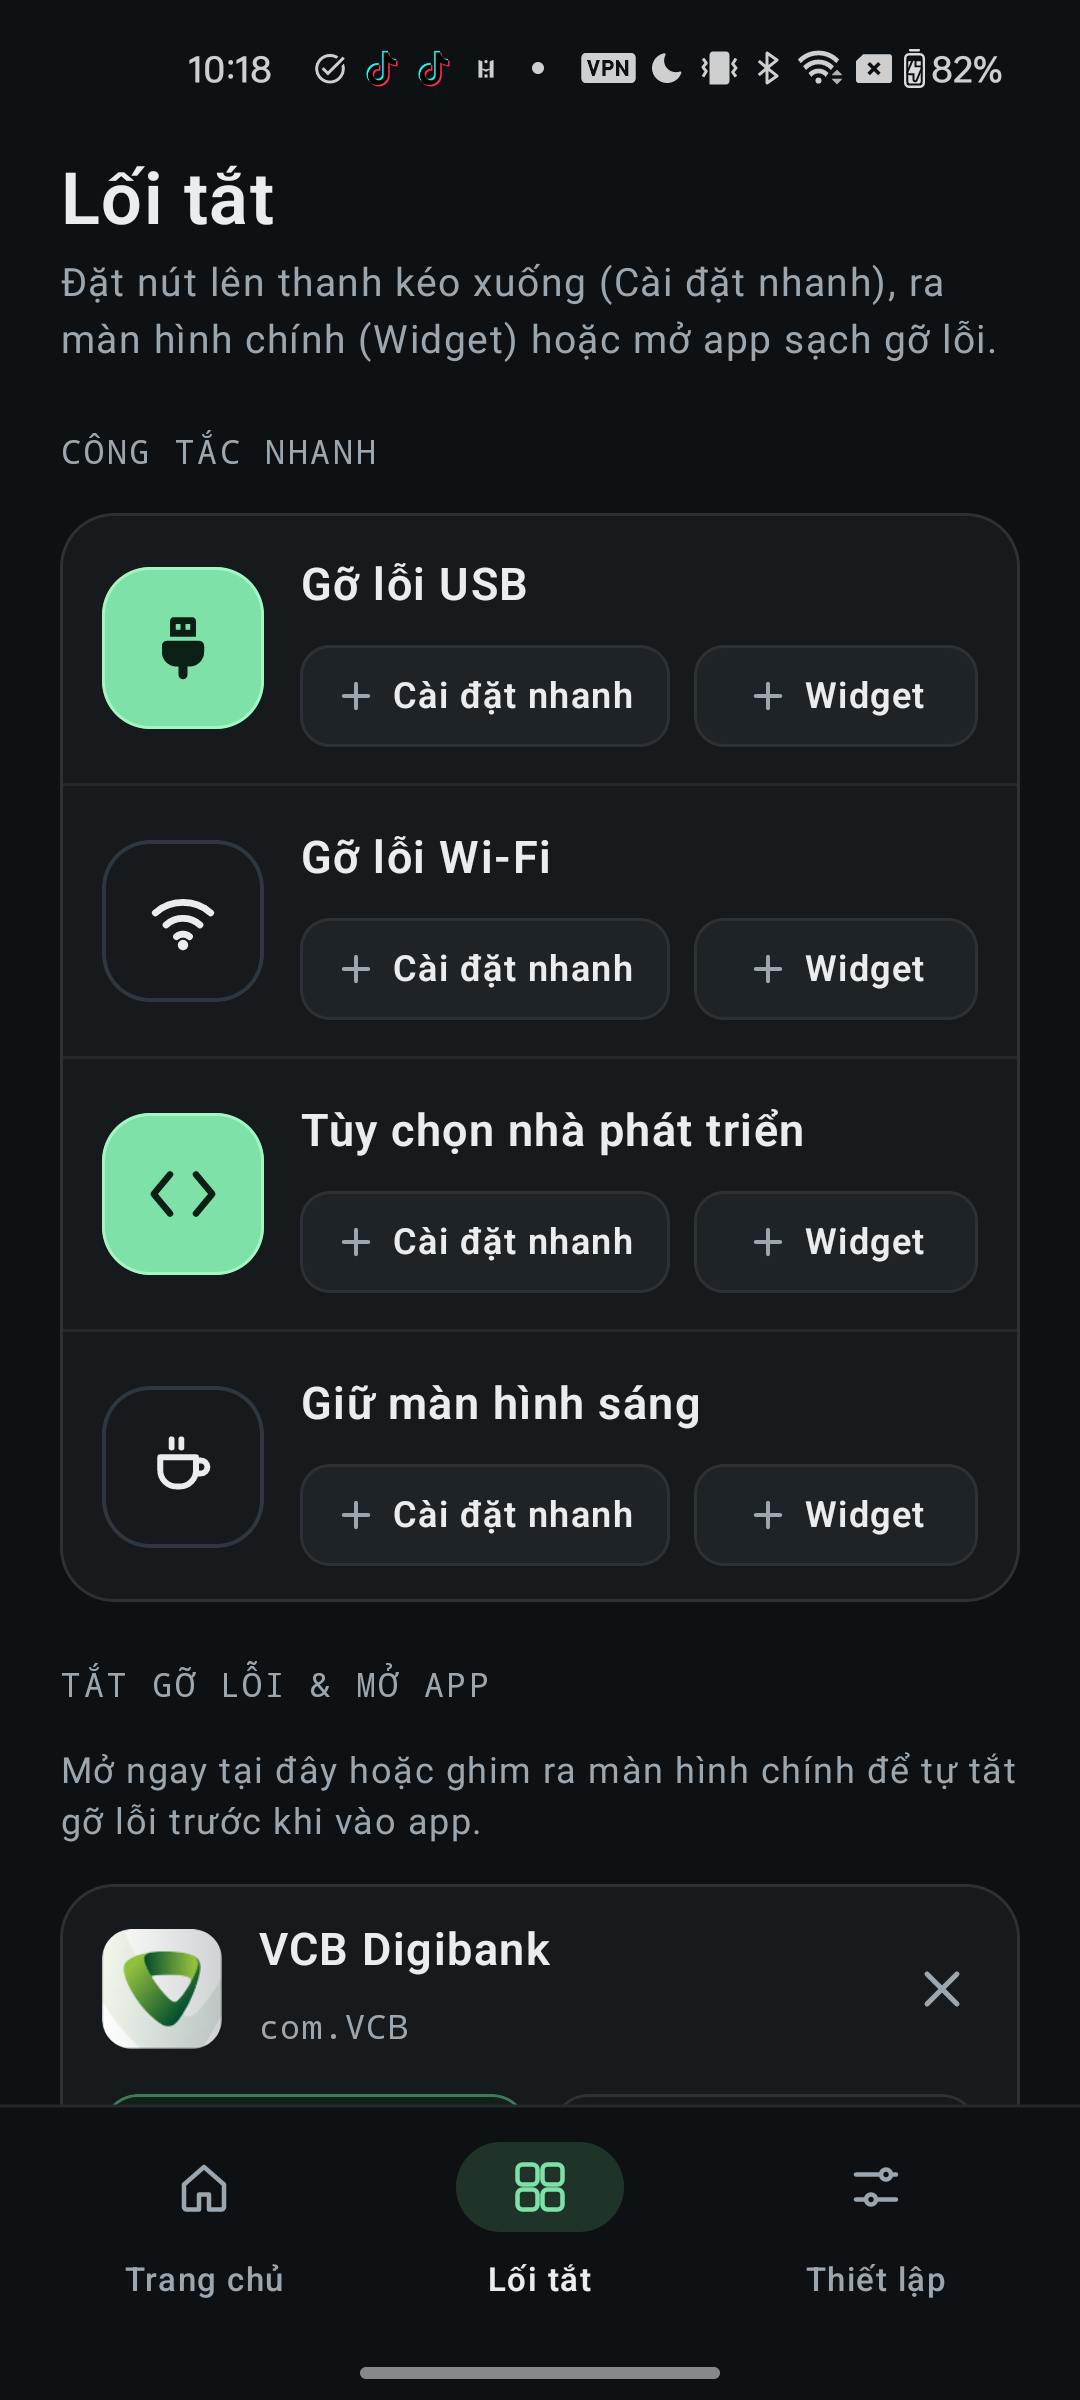 10:18
VPN
82%
Lối tắt
Đặt nút lên thanh kéo xuống (Cài đặt nhanh), ra
màn hình chính (Widget) hoặc mở app sạch gỡ lỗi.
CÔNG TẮC NHANH
Gỡ lỗi USB
Cài đặt nhanh
Widget
Gỡ lỗi Wi-Fi
Cài đặt nhanh
Widget
Tùy chọn nhà phát triển
Cài đặt nhanh
Widget
Giữ màn hình sáng
Cài đặt nhanh
Widget
TẮT GỠ LỖI & MỞ APP
Mở ngay tại đây hoặc ghim ra màn hình chính để tự tắt
gỡ lỗi trước khi vào app.
VCB Digibank
com.VCB
Trang chủ
Lối tắt
Thiết lập